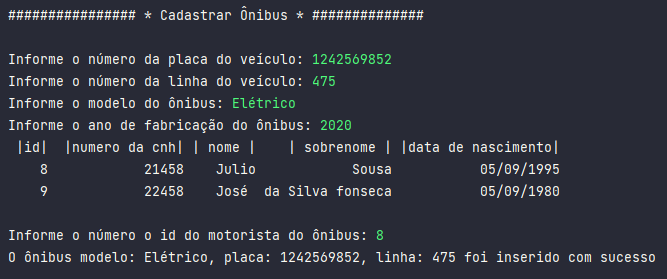 ################ * Cadastrar Ônibus * ##############
Informe o número da placa do veículo: 1242569852
Informe o número da linha do veículo: 475
Informe o modelo do ônibus: Elétrico
Informe o ano de fabricação do ônibus: 2020
|id| |numero da cnh| | nome | | sobrenome | |data de nascimento|
8 21458 Julio Sousa 05/09/1995
9 22458 José da Silva fonseca 05/09/1980
Informe o número o id do motorista do ônibus: 8
O ônibus modelo: Elétrico, placa: 1242569852, linha: 475 foi inserido com sucesso